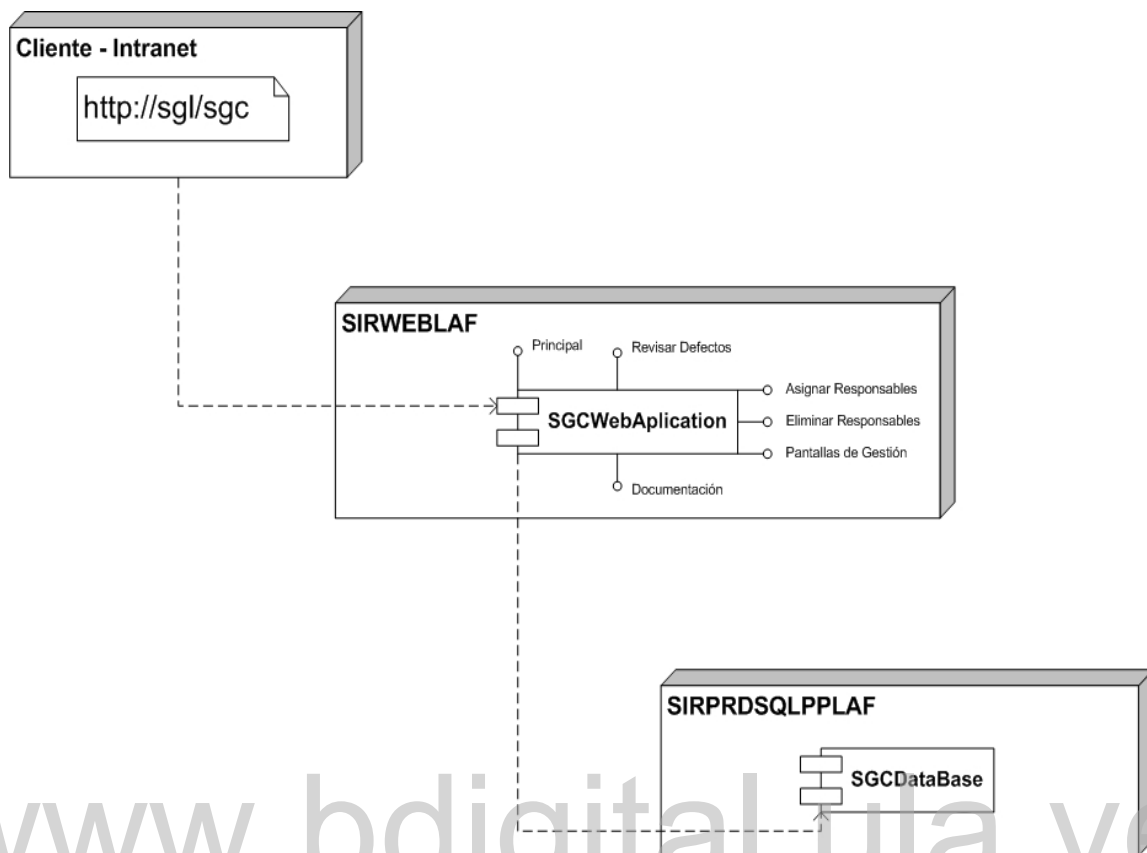 Cliente - Intranet
http://sgl/sgc
SIRWEBLAF
Principal
Revisar Defectos
Asignar Responsables
SGCWebAplication
Eliminar Responsables
Pantallas de Gestión
Documentación
SIRPRDSQLPPLAF
SGCDataBase
www.bdigital.ula.ve